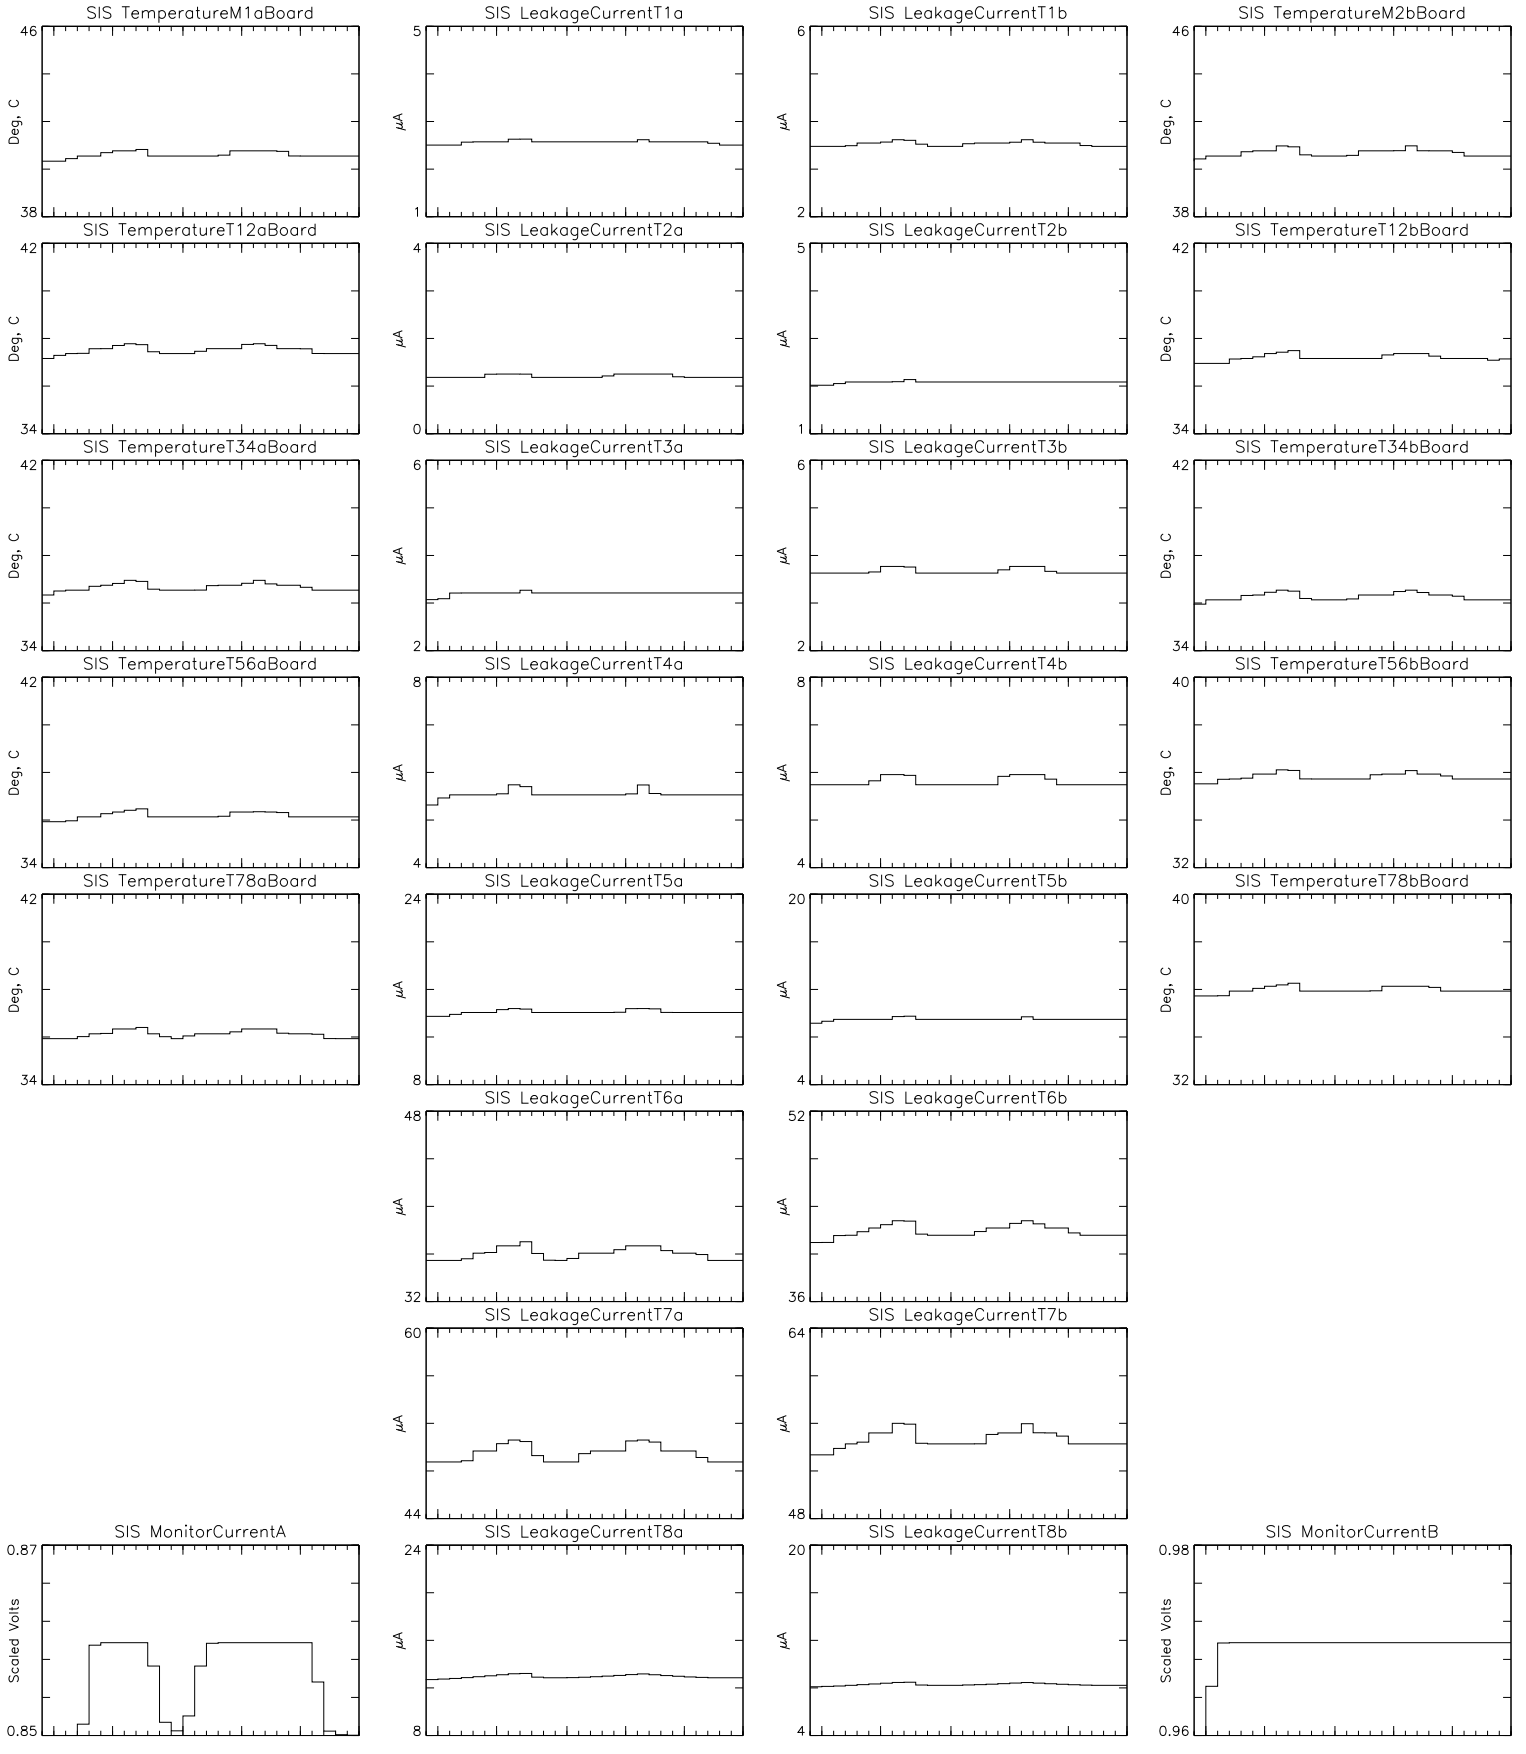 SIS TemperatureM1aBoard
46
Deg, C
38
SIS LeakageCurrentT1a
5
μA
1
SIS LeakageCurrentT1b
6
μA
2
SIS TemperatureM2bBoard
46
Deg, C
38
SIS TemperatureT12aBoard
42
Deg, C
34
SIS LeakageCurrentT2a
4
μA
0
SIS LeakageCurrentT2b
5
μA
1
SIS TemperatureT12bBoard
42
Deg, C
34
SIS TemperatureT34aBoard
42
Deg, C
34
SIS LeakageCurrentT3a
6
μA
2
SIS LeakageCurrentT3b
6
μA
2
SIS TemperatureT34bBoard
42
Deg, C
34
SIS TemperatureT56aBoard
42
Deg, C
34
SIS LeakageCurrentT4a
8
μA
4
SIS LeakageCurrentT4b
8
μA
4
SIS TemperatureT56bBoard
40
Deg, C
32
SIS TemperatureT78aBoard
42
Deg, C
34
SIS LeakageCurrentT5a
24
μA
8
SIS LeakageCurrentT5b
20
μA
4
SIS TemperatureT78bBoard
40
Deg, C
32
SIS LeakageCurrentT6a
48
μA
32
SIS LeakageCurrentT6b
52
μA
36
SIS LeakageCurrentT7a
60
μA
44
SIS LeakageCurrentT7b
64
μA
48
SIS MonitorCurrentA
0.87
Scaled Volts
0.85
SIS LeakageCurrentT8a
24
μA
8
SIS LeakageCurrentT8b
20
μA
4
SIS MonitorCurrentB
0.98
Scaled Volts
0.96